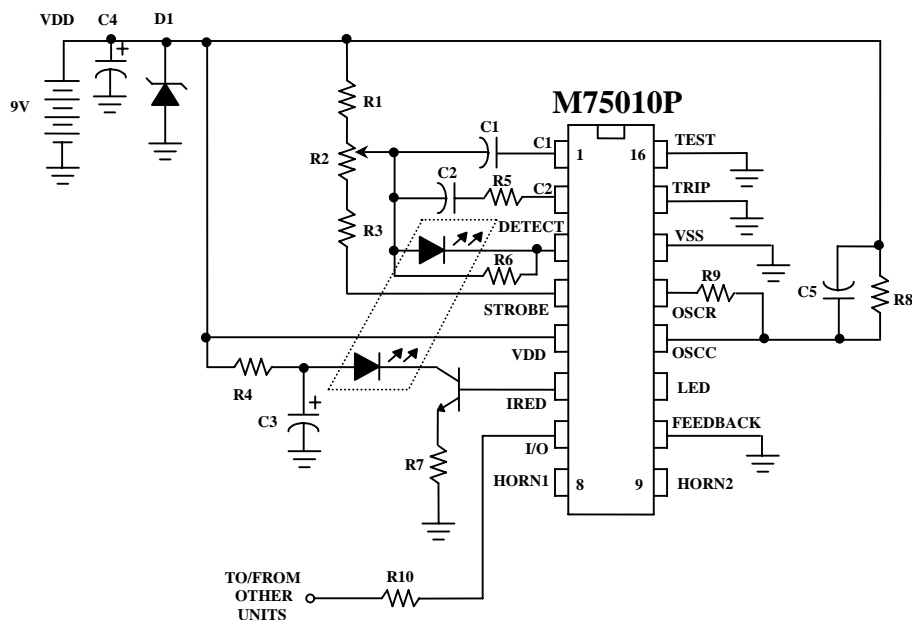 VDD
C4
D1
+
9V
R1
R2
R3
M75010P
C1
C1
1
16
TEST
C2
R5
C2
TRIP
DETECT
VSS
R6
R9
C5
R8
STROBE
OSCR
VDD
OSCC
R4
+
C3
IRED
LED
R7
I/O
FEEDBACK
HORN1
8
9
HORN2
TO/FROM
OTHER
UNITS
R10